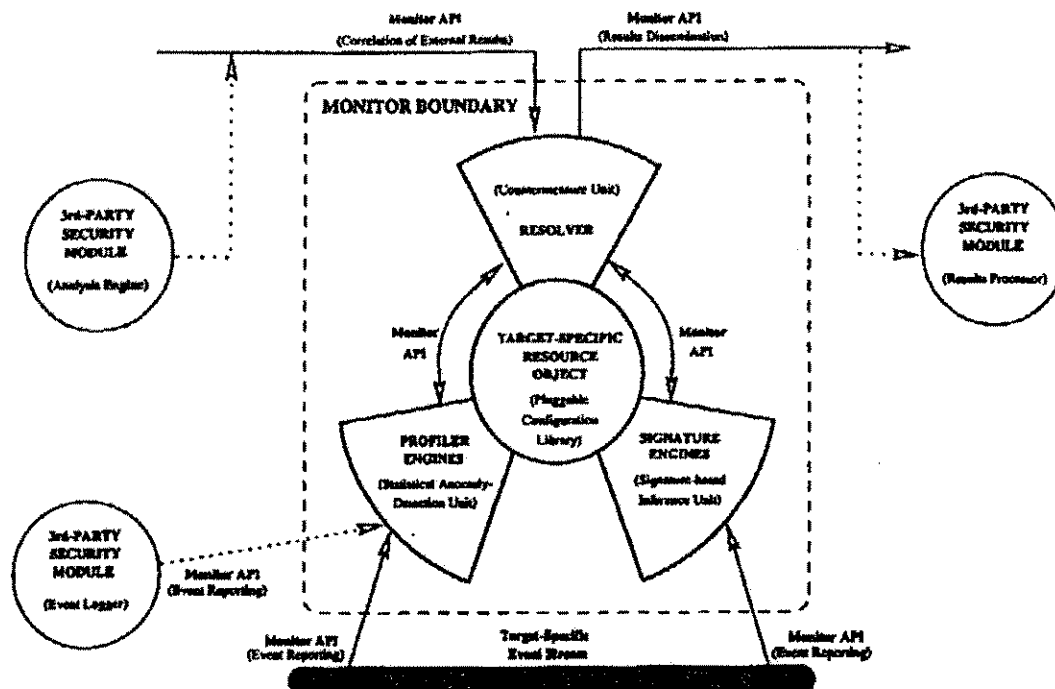 Monitor API
(Correlation of External Results)
Monitor API
(Results Dissemination)
MONITOR BOUNDARY
3rd-PARTY
SECURITY
MODULE
(Analysis Engine)
(Countermeasure Unit)
RESOLVER
3rd-PARTY
SECURITY
MODULE
(Results Processor)
Monitor
API
TARGET-SPECIFIC
RESOURCE
OBJECT
(Pluggable
Configuration
Library)
Monitor
API
PROFILER
ENGINES
(Statistical Anomaly-
Detection Unit)
SIGNATURE
ENGINES
(Signature-based
Inference Unit)
3rd-PARTY
SECURITY
MODULE
(Event Logger)
Monitor API
(Event Reporting)
Monitor API
(Event Reporting)
Target-Specific
Event Stream
Monitor API
(Event Reporting)